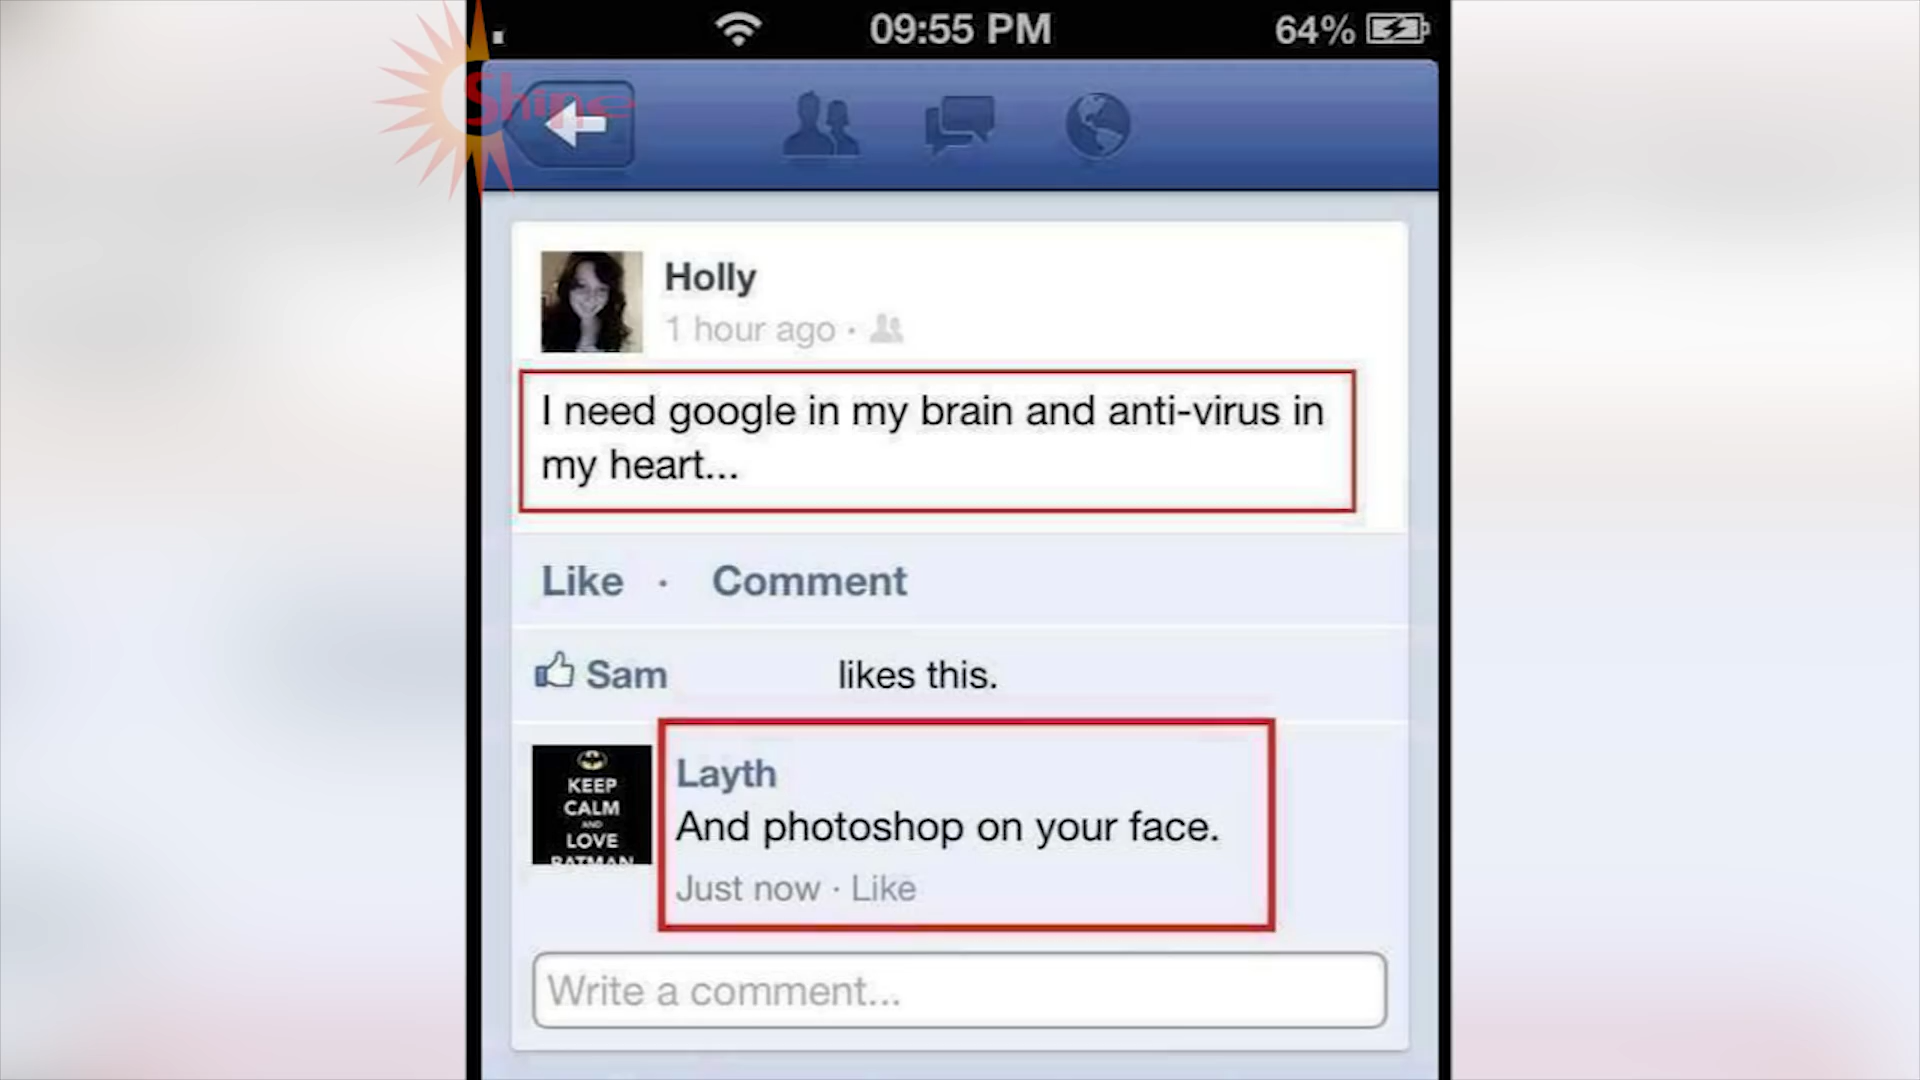 Shine
09:55 PM
64%
Holly
1 hour ago ·
I need google in my brain and anti-virus in
my heart...
Like · Comment
Sam likes this.
KEEP
CALM
AND
LOVE
BATMAN
Layth
And photoshop on your face.
Just now · Like
Write a comment...